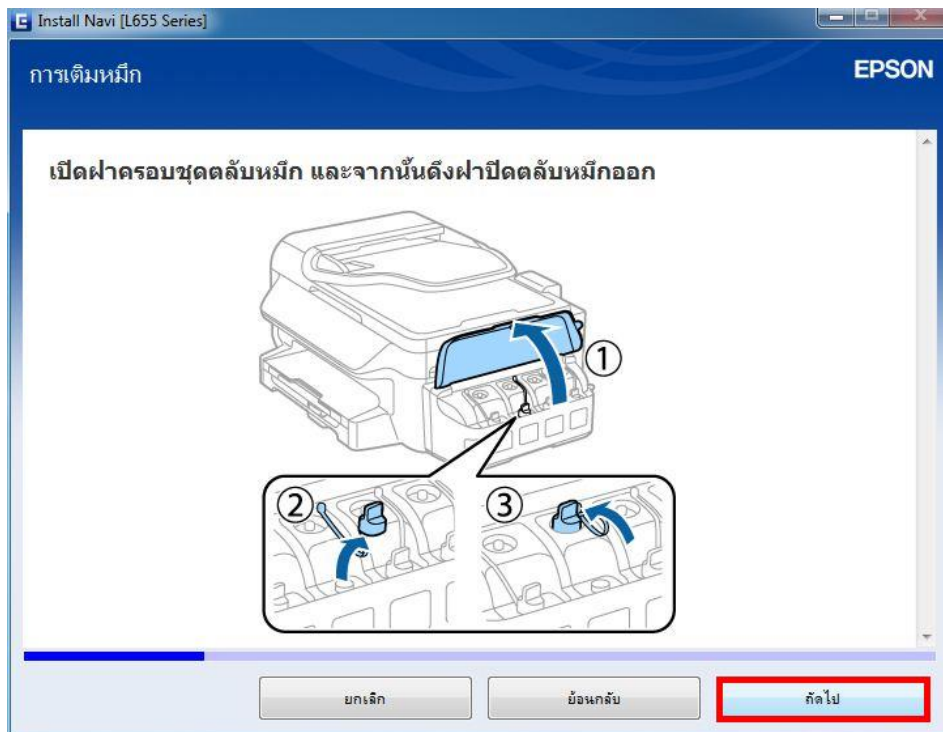 Install Navi [L655 Series]
การเติมหมึก
EPSON
เปิดฝาครอบชุดตลับหมึก และจากนั้นดึงฝาปิดตลับหมึกออก
①
② ③
ยกเลิก ย้อนกลับ ถัดไป